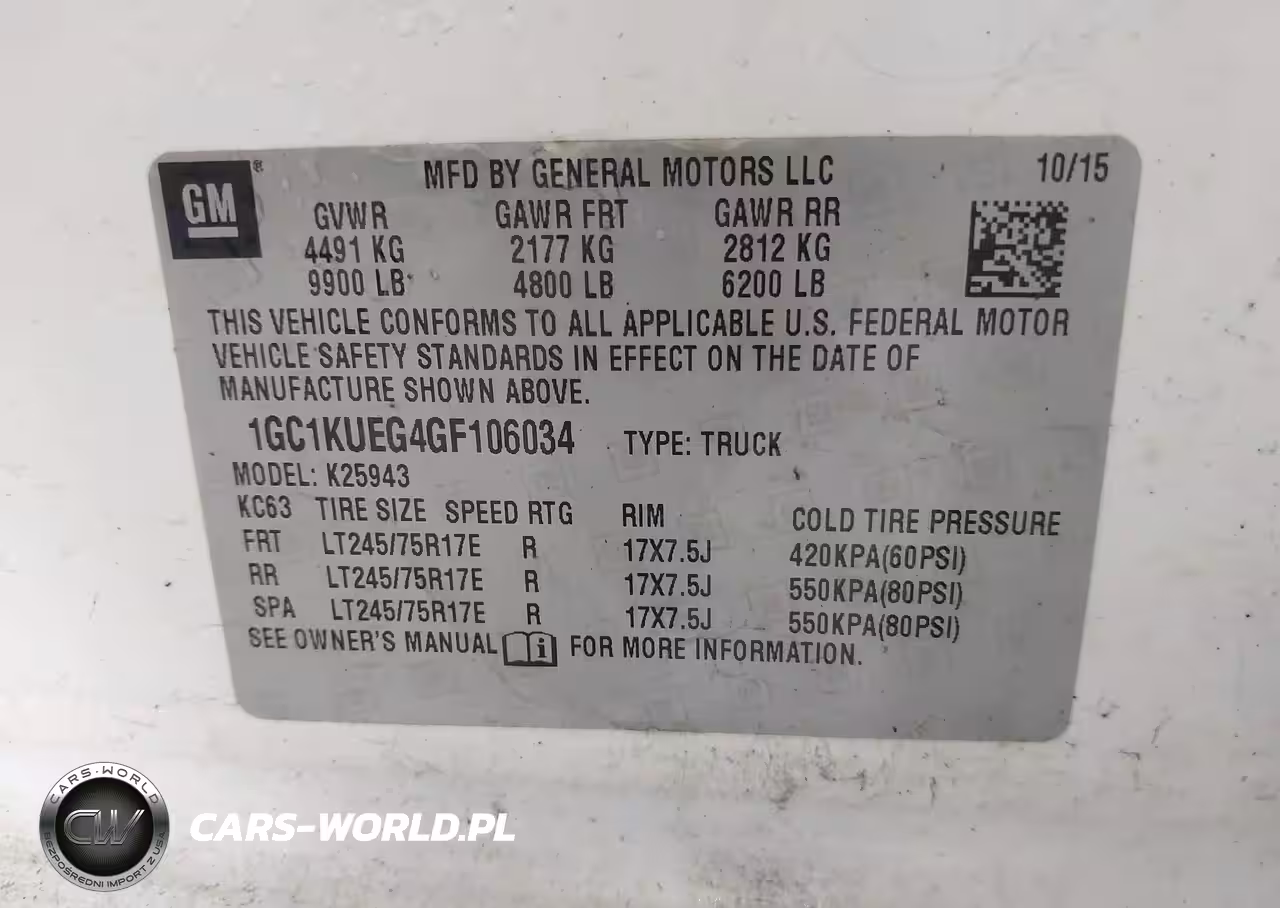 GM®
MFD BY GENERAL MOTORS LLC 10/15
GVWR GAWR FRT GAWR RR
4491 KG 2177 KG 2812 KG
9900 LB 4800 LB 6200 LB
THIS VEHICLE CONFORMS TO ALL APPLICABLE U.S. FEDERAL MOTOR
VEHICLE SAFETY STANDARDS IN EFFECT ON THE DATE OF
MANUFACTURE SHOWN ABOVE.
1GC1KUEG4GF106034 TYPE: TRUCK
MODEL: K25943
KC63 TIRE SIZE SPEED RTG RIM COLD TIRE PRESSURE
FRT LT245/75R17E R 17X7.5J 420KPA(60PSI)
RR LT245/75R17E R 17X7.5J 550KPA(80PSI)
SPA LT245/75R17E R 17X7.5J 550KPA(80PSI)
SEE OWNER'S MANUAL i FOR MORE INFORMATION.
CARS-WORLD
CW
BEZPOŚREDNI IMPORT Z USA
CARS-WORLD.PL